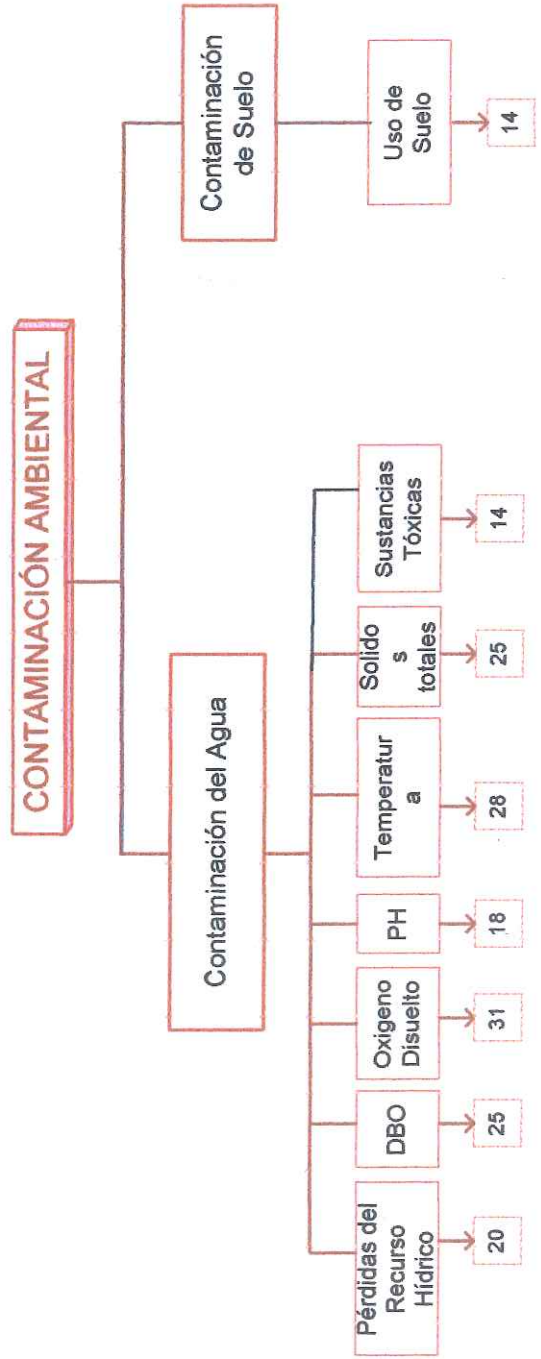 CONTAMINACIÓN AMBIENTAL
Contaminación del Agua
Contaminación
de Suelo
Pérdidas del
Recurso
Hídrico
DBO
Oxigeno
Disuelto
PH
Temperatur
a
Solido
s
totales
Sustancias
Tóxicas
Uso de
Suelo
20
25
31
18
28
25
14
14